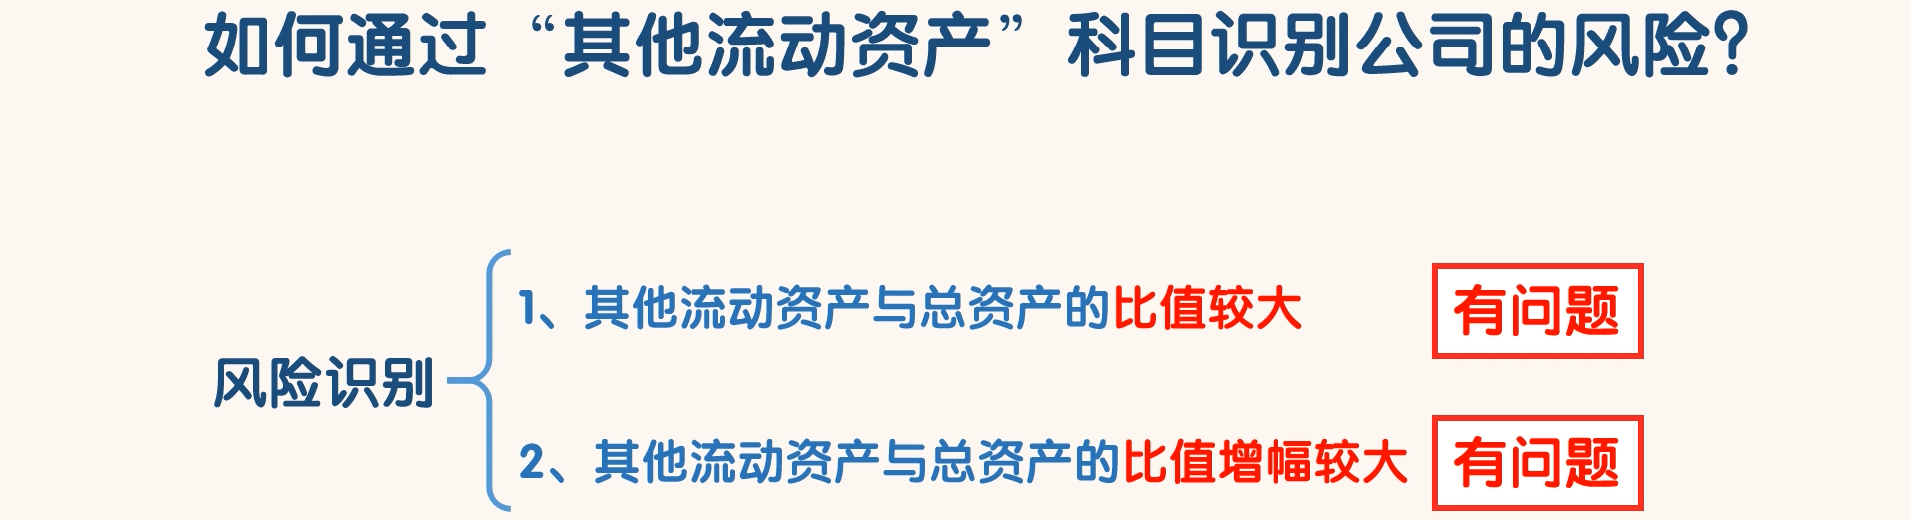 如何通过“其他流动资产”科目识别公司的风险？
风险识别
1、其他流动资产与总资产的比值较大 有问题
2、其他流动资产与总资产的比值增幅较大 有问题